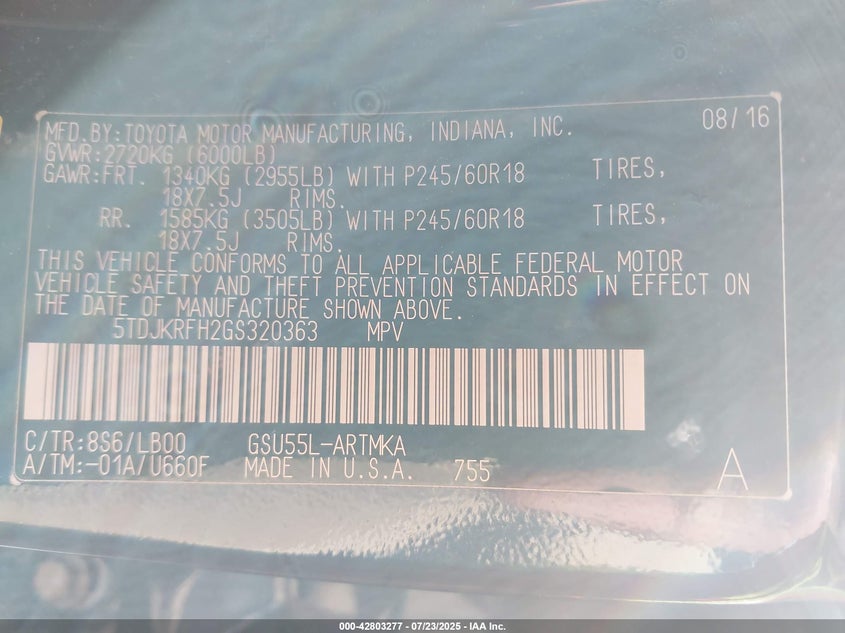 MFD.BY:TOYOTA MOTOR MANUFACTURING, INDIANA, INC. 08/16
GVWR:2720KG (6000LB)
GAWR:FRT. 1340KG (2955LB) WITH P245/60R18 TIRES,
18X7.5J RIMS.
RR. 1585KG (3505LB) WITH P245/60R18 TIRES,
18X7.5J RIMS.
THIS VEHICLE CONFORMS TO ALL APPLICABLE FEDERAL MOTOR
VEHICLE SAFETY AND THEFT PREVENTION STANDARDS IN EFFECT ON
THE DATE OF MANUFACTURE SHOWN ABOVE.
5TDJKRFH2GS320363 MPV
C/TR:8S6/LB00 GSU55L-ARTMKA
A/TM:-01A/U660F MADE IN U.S.A. 755 A
000-42803277 - 07/23/2025 - IAA Inc.